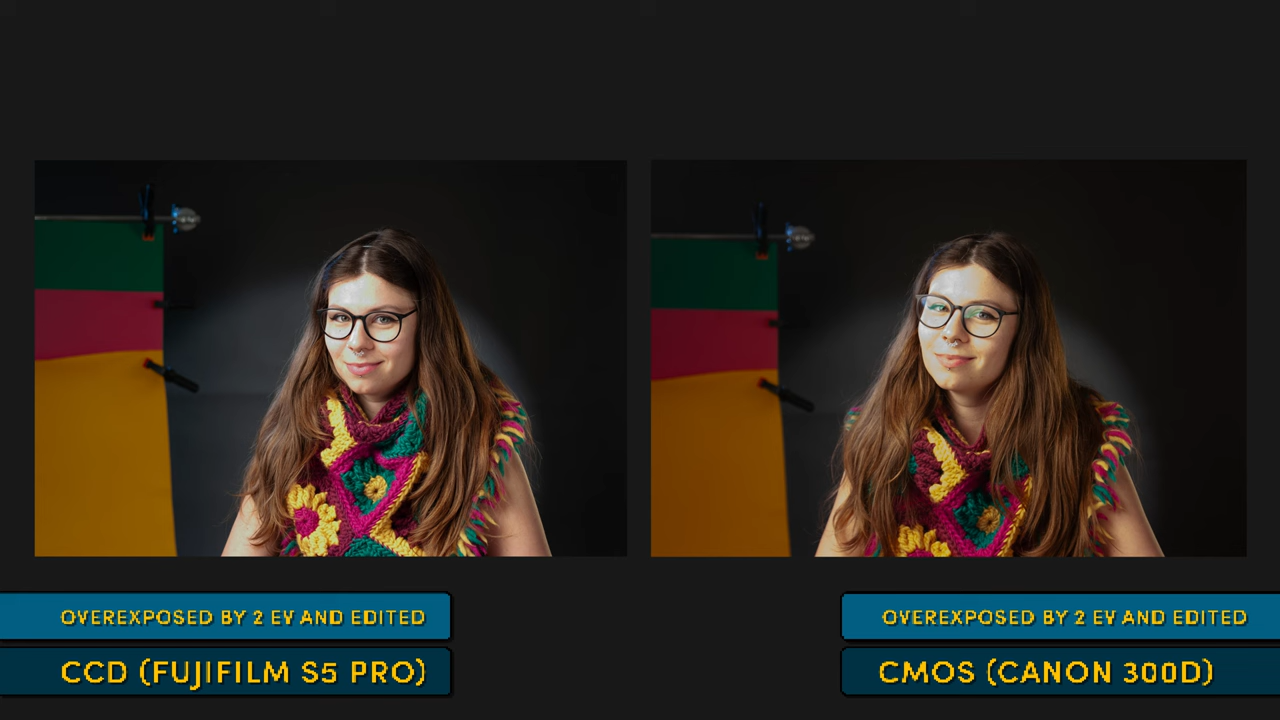 OVEREXPOSED BY 2 EV AND EDITED
CCD (FUJIFILM S5 PRO)
OVEREXPOSED BY 2 EV AND EDITED
CMOS (CANON 300D)